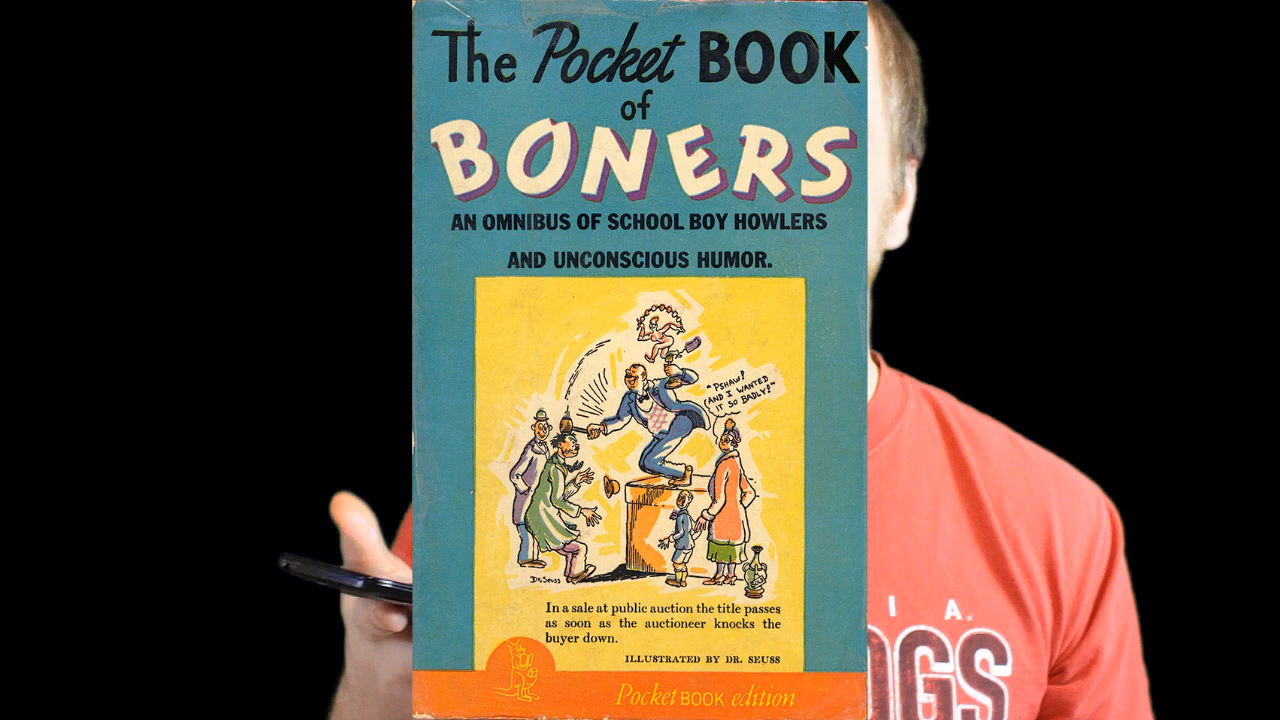 The Pocket BOOK
of
BONERS
AN OMNIBUS OF SCHOOL BOY HOWLERS
AND UNCONSCIOUS HUMOR.
"PSHAW!
AND I WANTED
IT SO BADLY!"
Dr. Seuss
In a sale at public auction the title passes
as soon as the auctioneer knocks the
buyer down.
ILLUSTRATED BY DR. SEUSS
Pocket BOOK edition
I A.
OGS